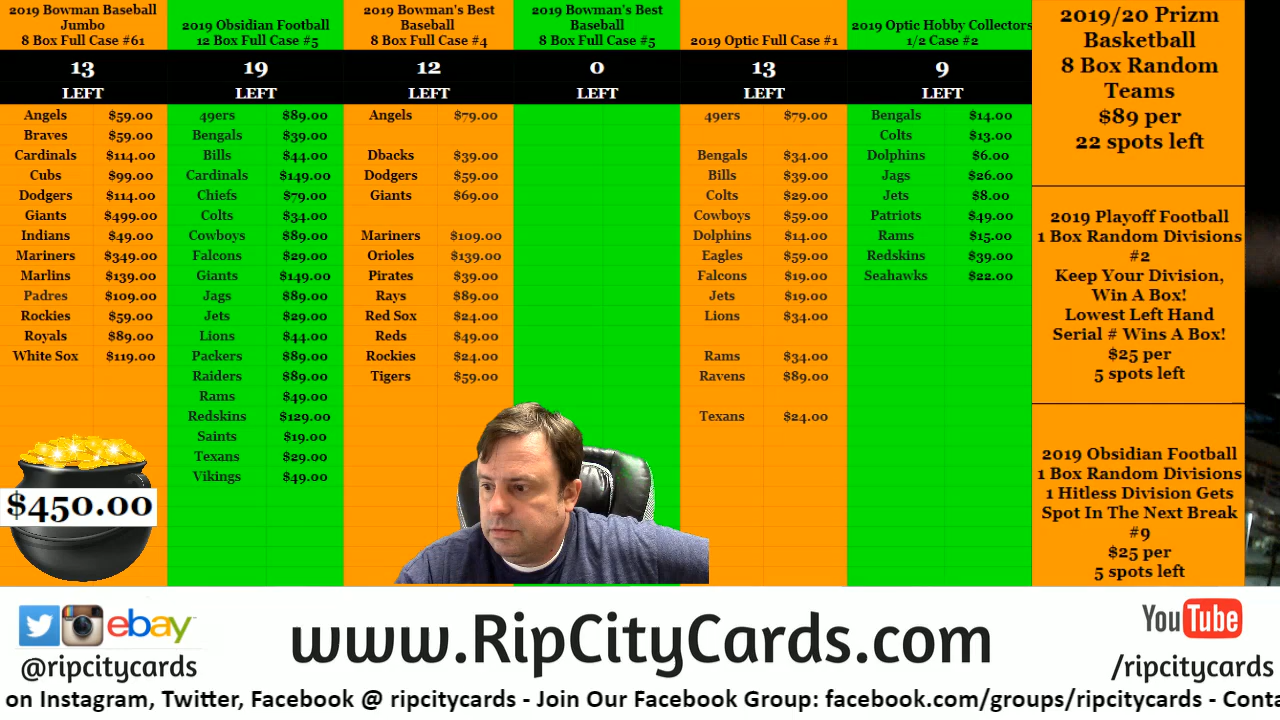 2019 Bowman Baseball
Jumbo
8 Box Full Case #61
13
LEFT
Angels $59.00
Braves $59.00
Cardinals $114.00
Cubs $99.00
Dodgers $114.00
Giants $499.00
Indians $49.00
Mariners $349.00
Marlins $139.00
Padres $109.00
Rockies $59.00
Royals $89.00
White Sox $119.00
$450.00
2019 Obsidian Football
12 Box Full Case #5
19
LEFT
49ers $89.00
Bengals $39.00
Bills $44.00
Cardinals $149.00
Chiefs $79.00
Colts $34.00
Cowboys $89.00
Falcons $29.00
Giants $149.00
Jags $89.00
Jets $29.00
Lions $44.00
Packers $89.00
Raiders $89.00
Rams $49.00
Redskins $129.00
Saints $19.00
Texans $29.00
Vikings $49.00
2019 Bowman's Best
Baseball
8 Box Full Case #4
12
LEFT
Angels $79.00
Dbacks $39.00
Dodgers $59.00
Giants $69.00
Mariners $109.00
Orioles $139.00
Pirates $39.00
Rays $89.00
Red Sox $24.00
Reds $49.00
Rockies $24.00
Tigers $59.00
2019 Bowman's Best
Baseball
8 Box Full Case #5
0
LEFT
2019 Optic Full Case #1
13
LEFT
49ers $79.00
Bengals $34.00
Bills $39.00
Colts $29.00
Cowboys $59.00
Dolphins $14.00
Eagles $59.00
Falcons $19.00
Jets $19.00
Lions $34.00
Rams $34.00
Ravens $89.00
Texans $24.00
2019 Optic Hobby Collectors
1/2 Case #2
9
LEFT
Bengals $14.00
Colts $13.00
Dolphins $6.00
Jags $26.00
Jets $8.00
Patriots $49.00
Rams $15.00
Redskins $39.00
Seahawks $22.00
2019/20 Prizm
Basketball
8 Box Random
Teams
$89 per
22 spots left
2019 Playoff Football
1 Box Random Divisions
#2
Keep Your Division,
Win A Box!
Lowest Left Hand
Serial # Wins A Box!
$25 per
5 spots left
2019 Obsidian Football
1 Box Random Divisions
1 Hitless Division Gets
Spot In The Next Break
#9
$25 per
5 spots left
ebay
@ripcitycards
www.RipCityCards.com
YouTube
/ripcitycards
on Instagram, Twitter, Facebook @ ripcitycards - Join Our Facebook Group: facebook.com/groups/ripcitycards - Conta